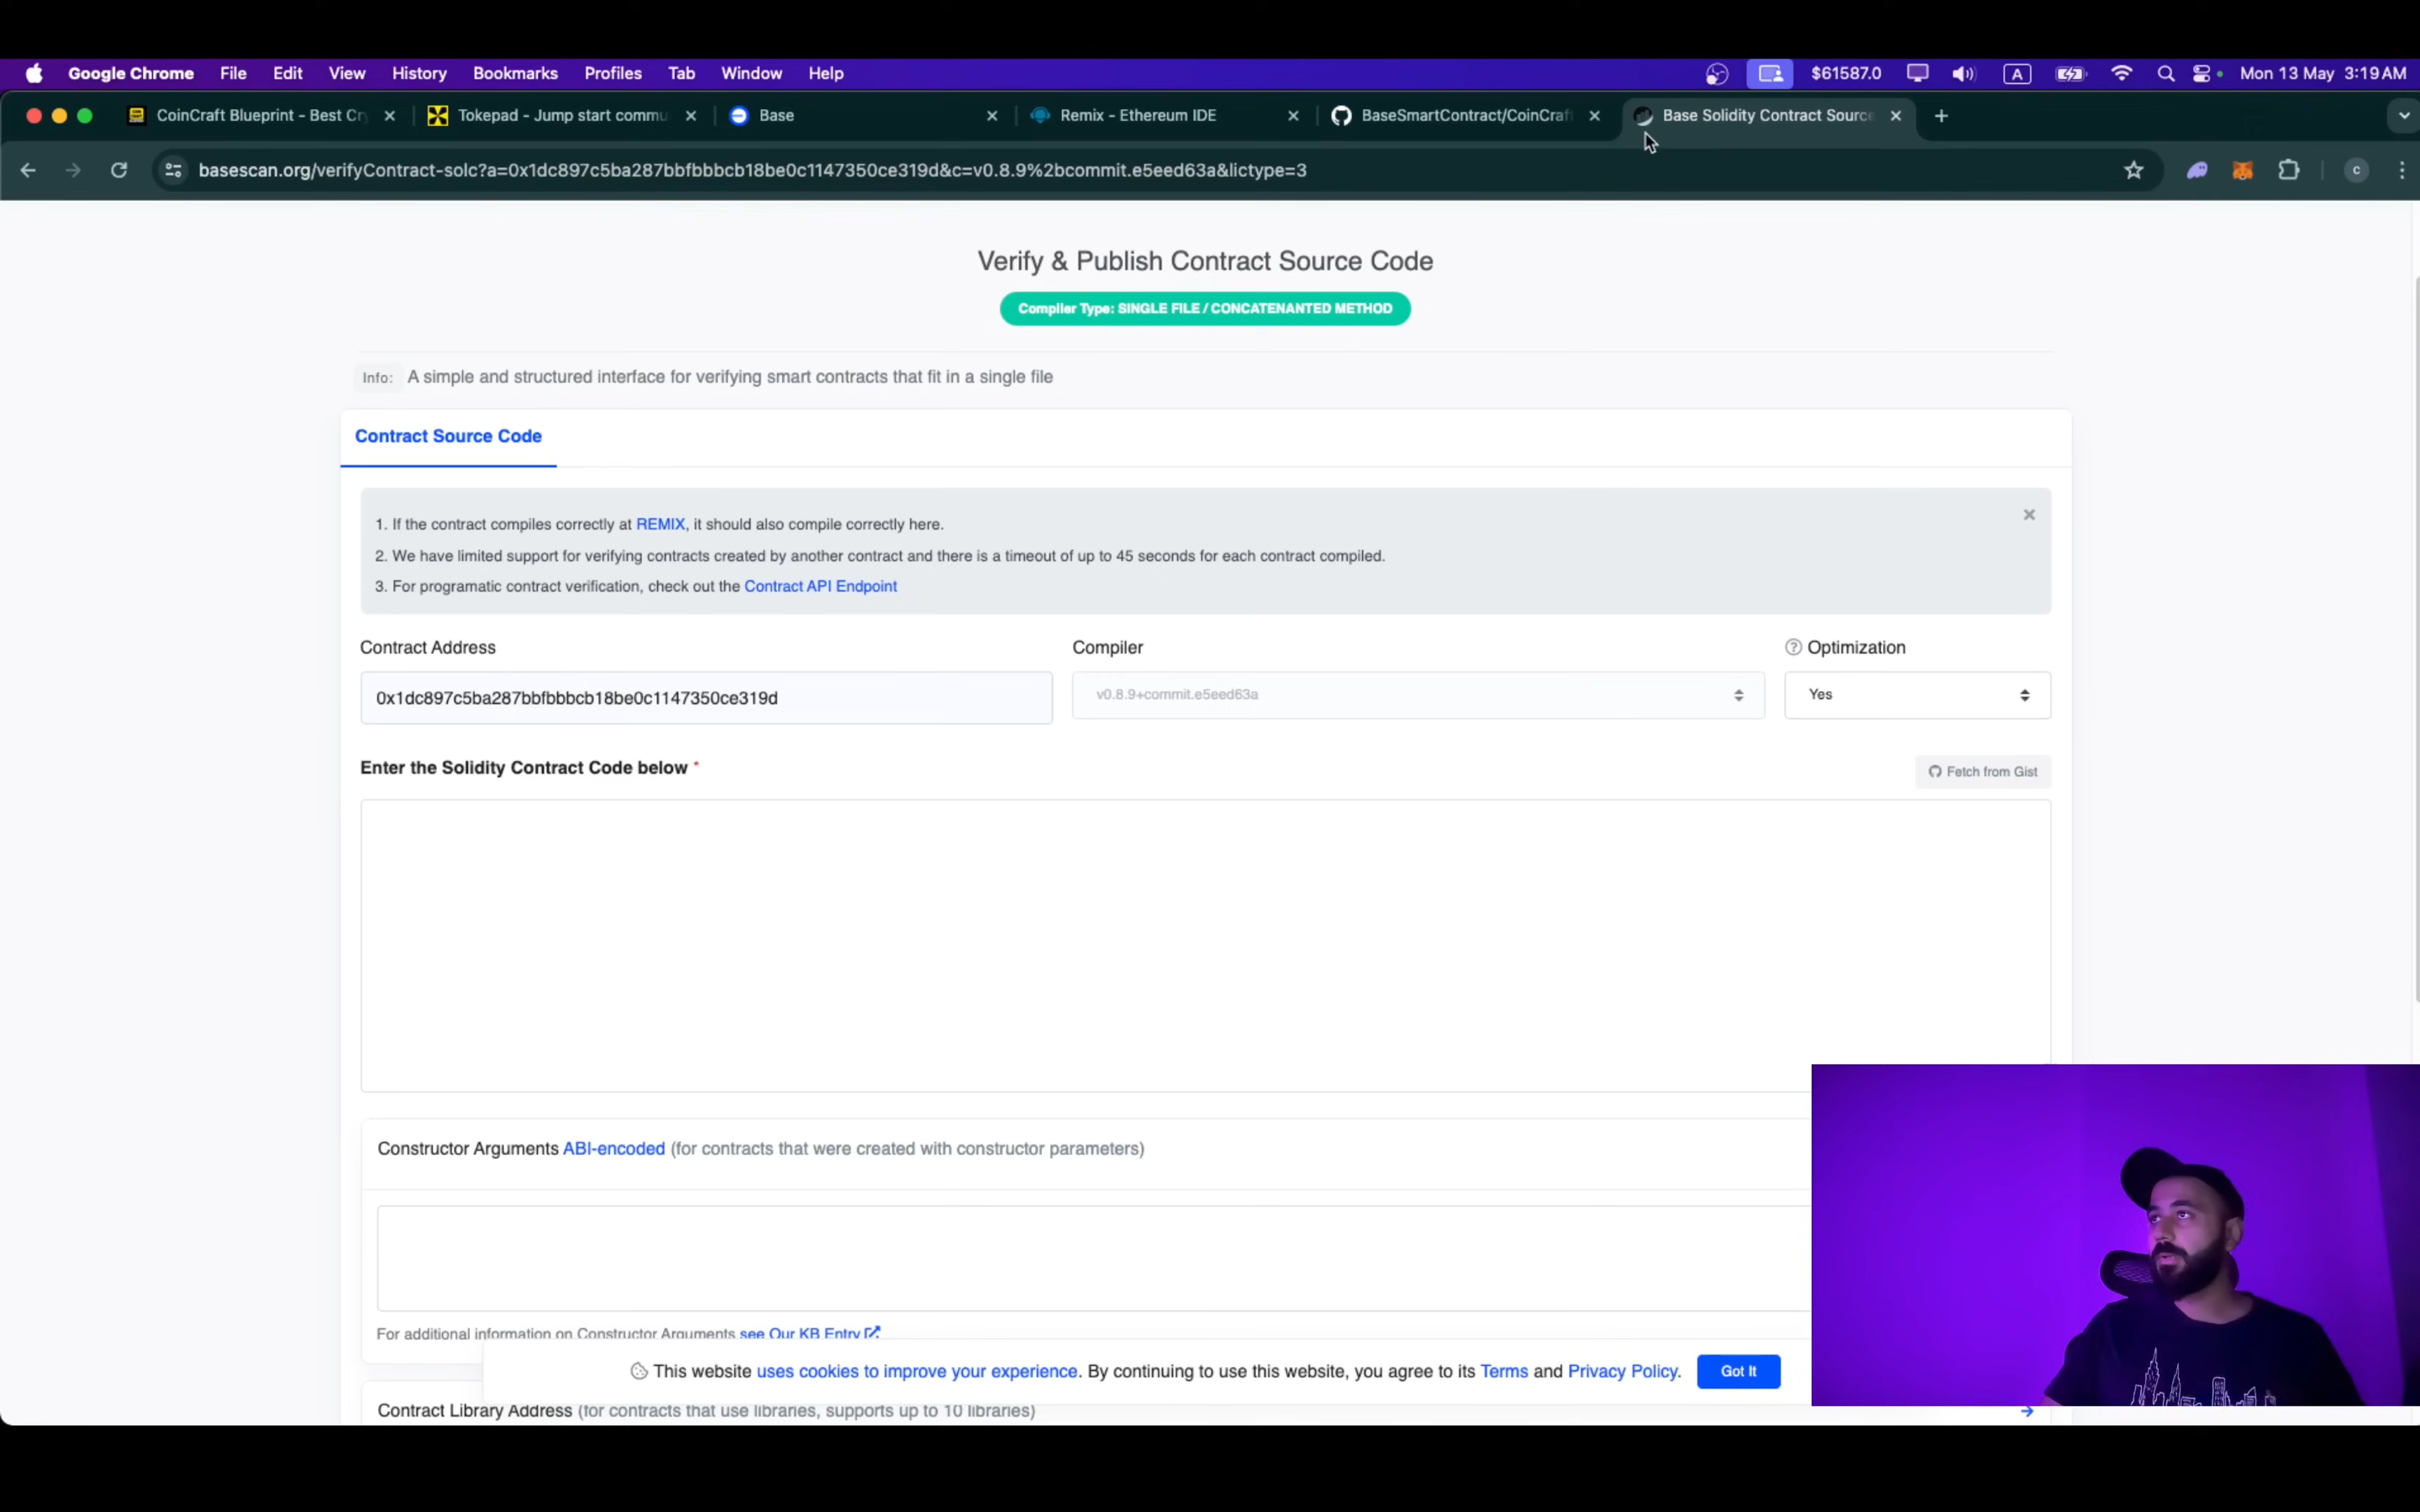 Google Chrome File Edit View History Bookmarks Profiles Tab Window Help $61587.0 A Mon 13 May 3:19 AM
CoinCraft Blueprint - Best Cry Tokepad - Jump start commu Base Remix - Ethereum IDE BaseSmartContract/CoinCraft Base Solidity Contract Source
basescan.org/verifyContract-solc?a=0x1dc897c5ba287bbfbbbcb18be0c1147350ce319d&c=v0.8.9%2bcommit.e5eed63a&lictype=3 c
Verify & Publish Contract Source Code
Compiler Type: SINGLE FILE / CONCATENANTED METHOD
Info: A simple and structured interface for verifying smart contracts that fit in a single file
Contract Source Code
1. If the contract compiles correctly at REMIX, it should also compile correctly here.
2. We have limited support for verifying contracts created by another contract and there is a timeout of up to 45 seconds for each contract compiled.
3. For programatic contract verification, check out the Contract API Endpoint
Contract Address Compiler Optimization
0x1dc897c5ba287bbfbbbcb18be0c1147350ce319d v0.8.9+commit.e5eed63a Yes
Enter the Solidity Contract Code below * Fetch from Gist
Constructor Arguments ABI-encoded (for contracts that were created with constructor parameters)
For additional information on Constructor Arguments see Our KB Entry
This website uses cookies to improve your experience. By continuing to use this website, you agree to its Terms and Privacy Policy. Got It
Contract Library Address (for contracts that use libraries, supports up to 10 libraries)